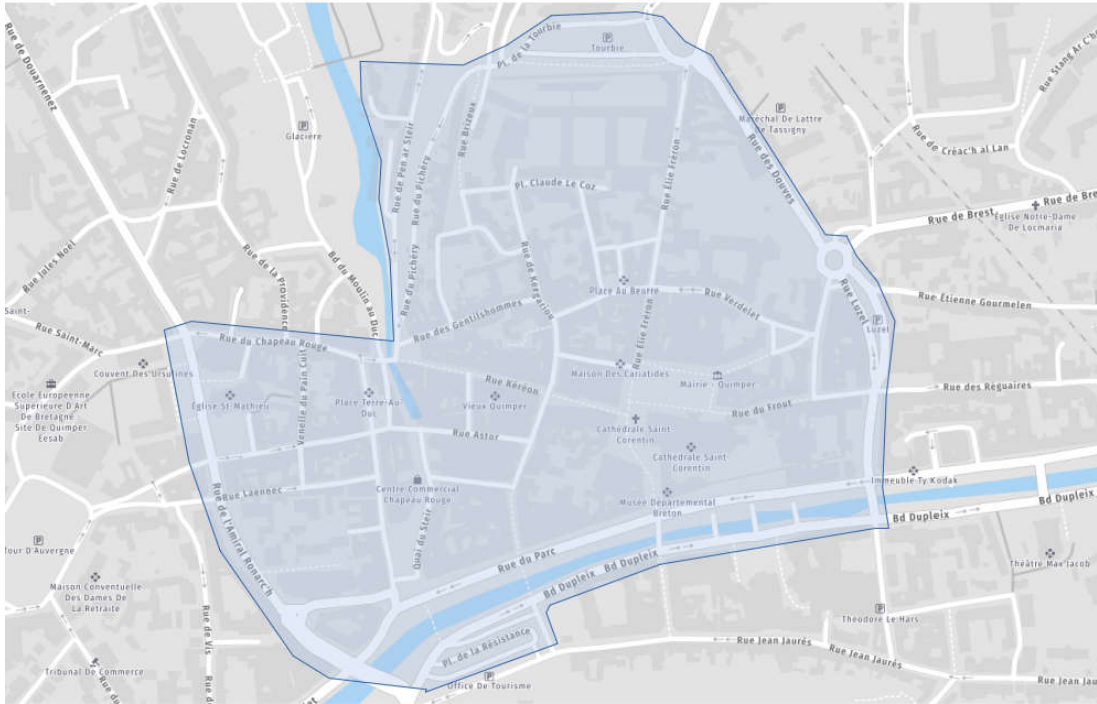 Rue de Douarnenez
Pl. de la Tourbie
P
Tourbie
Rue Stang Ar C'h
P
Glacière
P
Maréchal De Lattre
De Tassigny
Rue de Locronan
Rue de Pen ar Steir
Rue du Pichéry
Rue Brizeux
Rue Élie Fréron
Rue des Douves
Rue de Créac'h al Lan
Pl. Claude Le Coz
Rue de Brest
Rue de Bre
Église Notre-Dame
De Locmaria
Rue Jules Noël
Rue de la Providence
Bd du Moulin au Duc
Rue du Pichéry
Rue de Kergariou
Place Au Beurre
Rue Verdelet
Rue Luzel
Rue Étienne Gourmelen
Saint-
Rue Saint-Marc
Rue du Chapeau Rouge
Rue des Gentilshommes
Rue Élie Fréron
P
Luzel
Couvent Des Ursulines
Maison Des Cariatides
École Européenne
Supérieure D'Art
De Bretagne
Site De Quimper
Eesab
Église St-Mathieu
Venelle du Pain Cuit
Place Terre-Au-
Duc
Rue Kéréon
Vieux Quimper
Mairie - Quimper
Rue des Réguaires
Rue du Frout
Cathédrale Saint-
Corentin
Rue Astor
Cathédrale Saint-
Corentin
Rue Laennec
Centre Commercial
Chapeau Rouge
Immeuble Ty Kodak
Musée Départemental
Breton
Rue de l'Amiral Ronarc'h
Quai du Steir
Bd Dupleix
Bd Dupleix
P
Tour D'Auvergne
Rue du Parc
Bd Dupleix
Bd Dupleix
Théâtre Max Jacob
Maison Conventuelle
Des Dames De
La Retraite
Rue de Vis
P
Théodore Le Hars
Pl. de la Résistance
Rue Jean Jaurès
Rue Jean Jaurès
Tribunal De Commerce
Rue du
P
Office De Tourisme
Rue Jean Jau